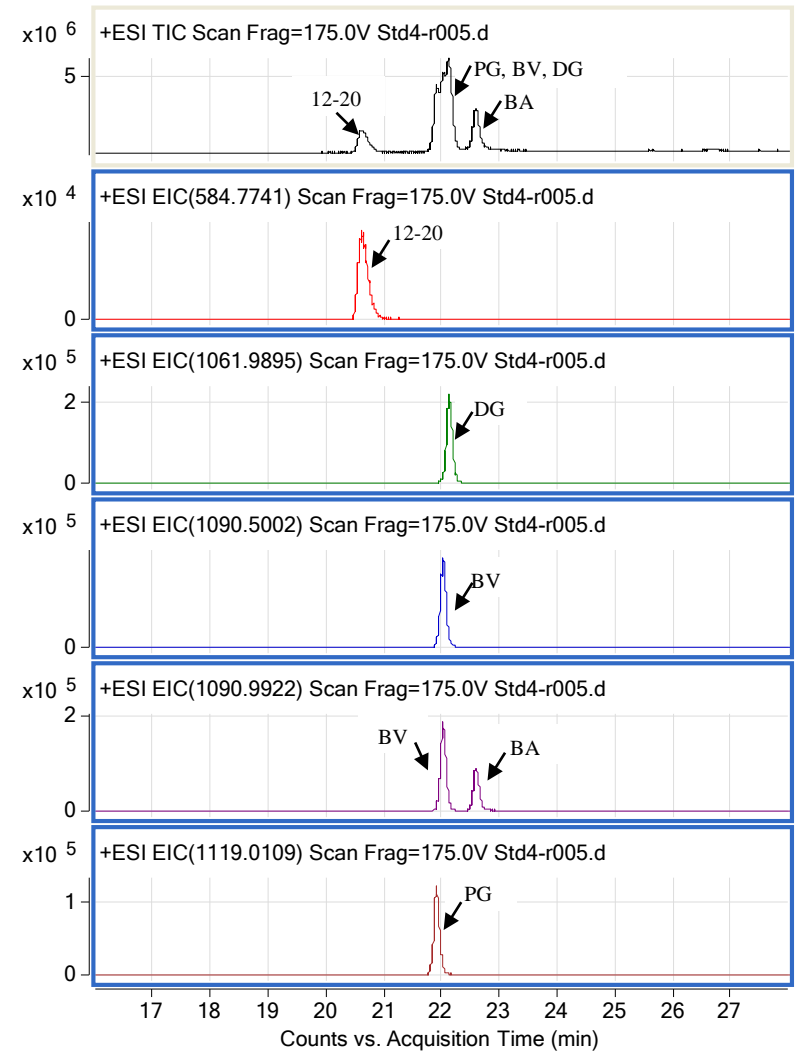 x10 6
+ESI TIC Scan Frag=175.0V Std4-r005.d
5
12-20
PG, BV, DG
BA
x10 4
+ESI EIC(584.7741) Scan Frag=175.0V Std4-r005.d
12-20
0
x10 5
+ESI EIC(1061.9895) Scan Frag=175.0V Std4-r005.d
2
DG
0
x10 5
+ESI EIC(1090.5002) Scan Frag=175.0V Std4-r005.d
BV
0
x10 5
+ESI EIC(1090.9922) Scan Frag=175.0V Std4-r005.d
2
BV
BA
0
x10 5
+ESI EIC(1119.0109) Scan Frag=175.0V Std4-r005.d
1
PG
0
17 18 19 20 21 22 23 24 25 26 27
Counts vs. Acquisition Time (min)